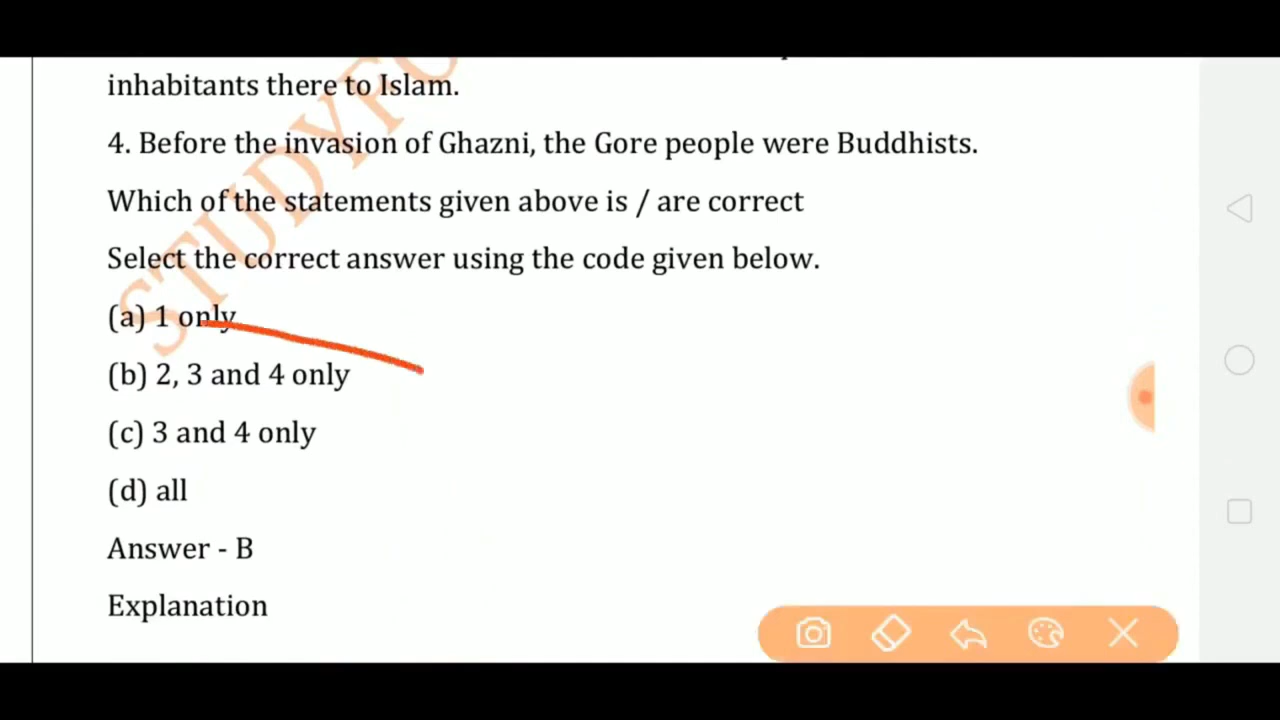 inhabitants there to Islam.
4. Before the invasion of Ghazni, the Gore people were Buddhists.
Which of the statements given above is / are correct
Select the correct answer using the code given below.
(a) 1 only
(b) 2, 3 and 4 only
(c) 3 and 4 only
(d) all
Answer - B
Explanation